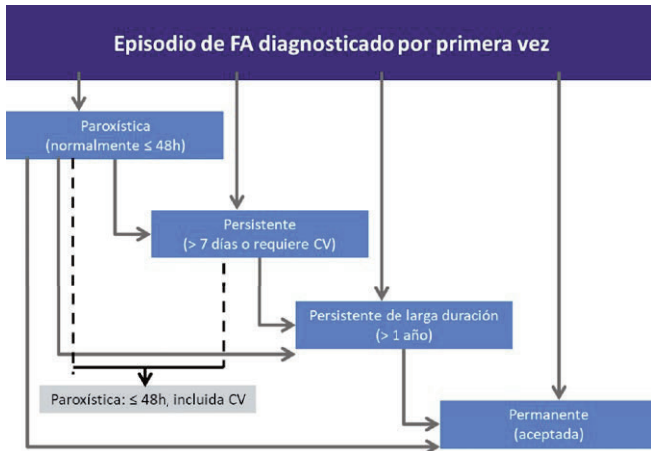 Episodio de FA diagnosticado por primera vez
Paroxística
(normalmente ≤ 48h)
Persistente
(> 7 días o requiere CV)
Persistente de larga duración
(> 1 año)
Paroxística: ≤ 48h, incluida CV
Permanente
(aceptada)